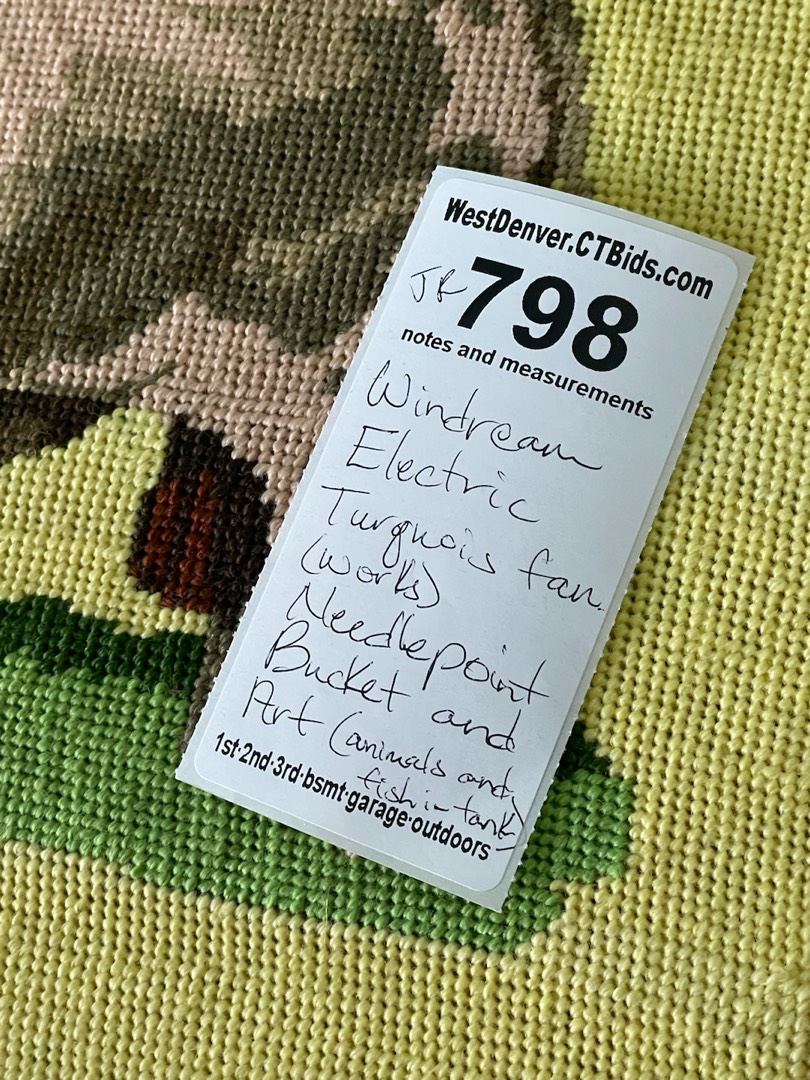 WestDenver.CTBids.com
JR 798
notes and measurements
Windream
Electric
Turquois fan
(works)
Needlepoint
Bucket and
Art (animals and
fish in tank)
1st·2nd·3rd·bsmt·garage·outdoors